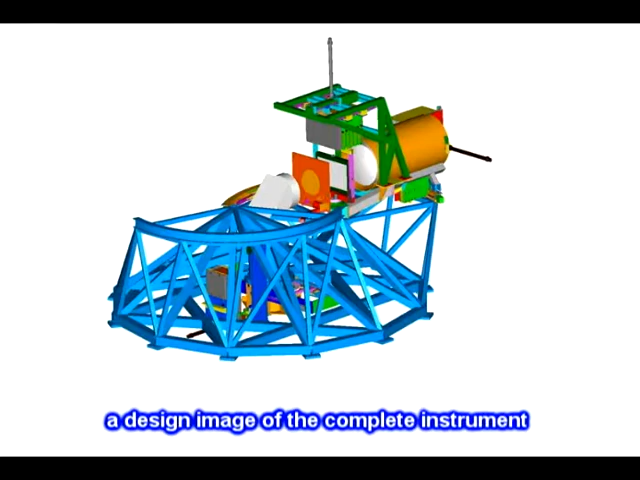 a design image of the complete instrument